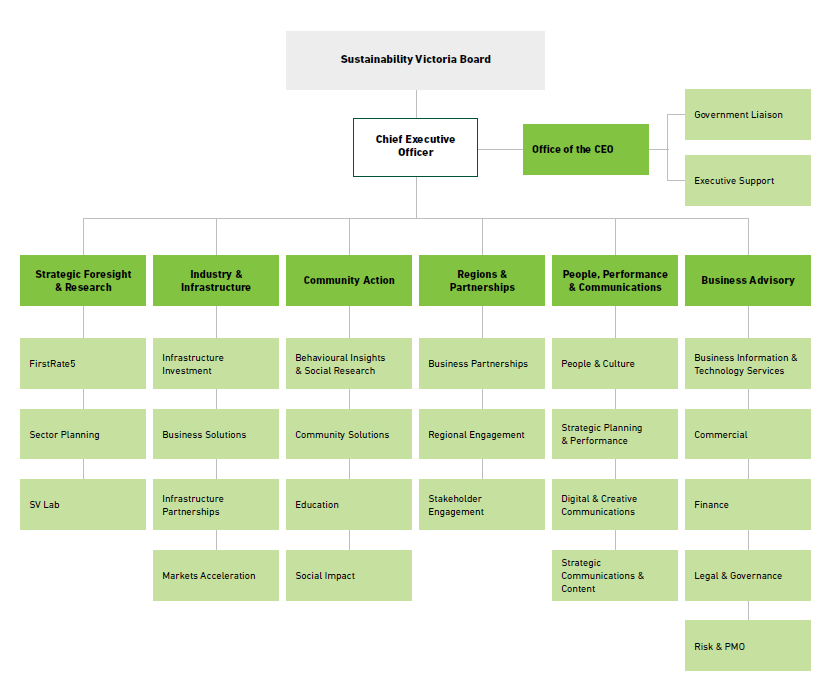 Sustainability Victoria Board
Chief Executive
Officer
Office of the CEO
Government Liaison
Executive Support
Strategic Foresight
& Research
FirstRate5
Sector Planning
SV Lab
Industry &
Infrastructure
Infrastructure
Investment
Business Solutions
Infrastructure
Partnerships
Markets Acceleration
Community Action
Behavioural Insights
& Social Research
Community Solutions
Education
Social Impact
Regions &
Partnerships
Business Partnerships
Regional Engagement
Stakeholder
Engagement
People, Performance
& Communications
People & Culture
Strategic Planning
& Performance
Digital & Creative
Communications
Strategic
Communications &
Content
Business Advisory
Business Information &
Technology Services
Commercial
Finance
Legal & Governance
Risk & PMO